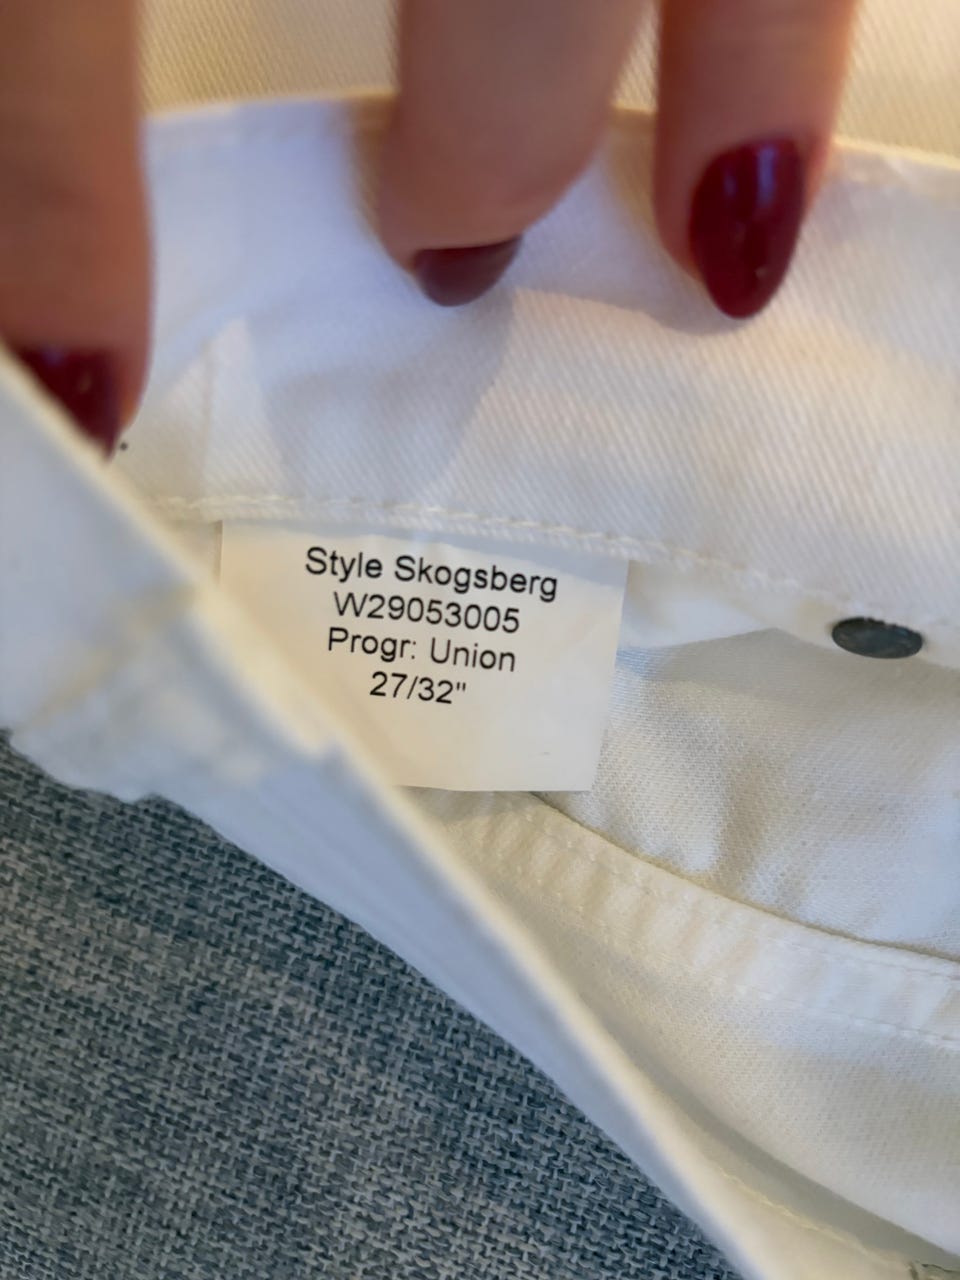 Style Skogsberg
W29053005
Progr: Union
27/32"